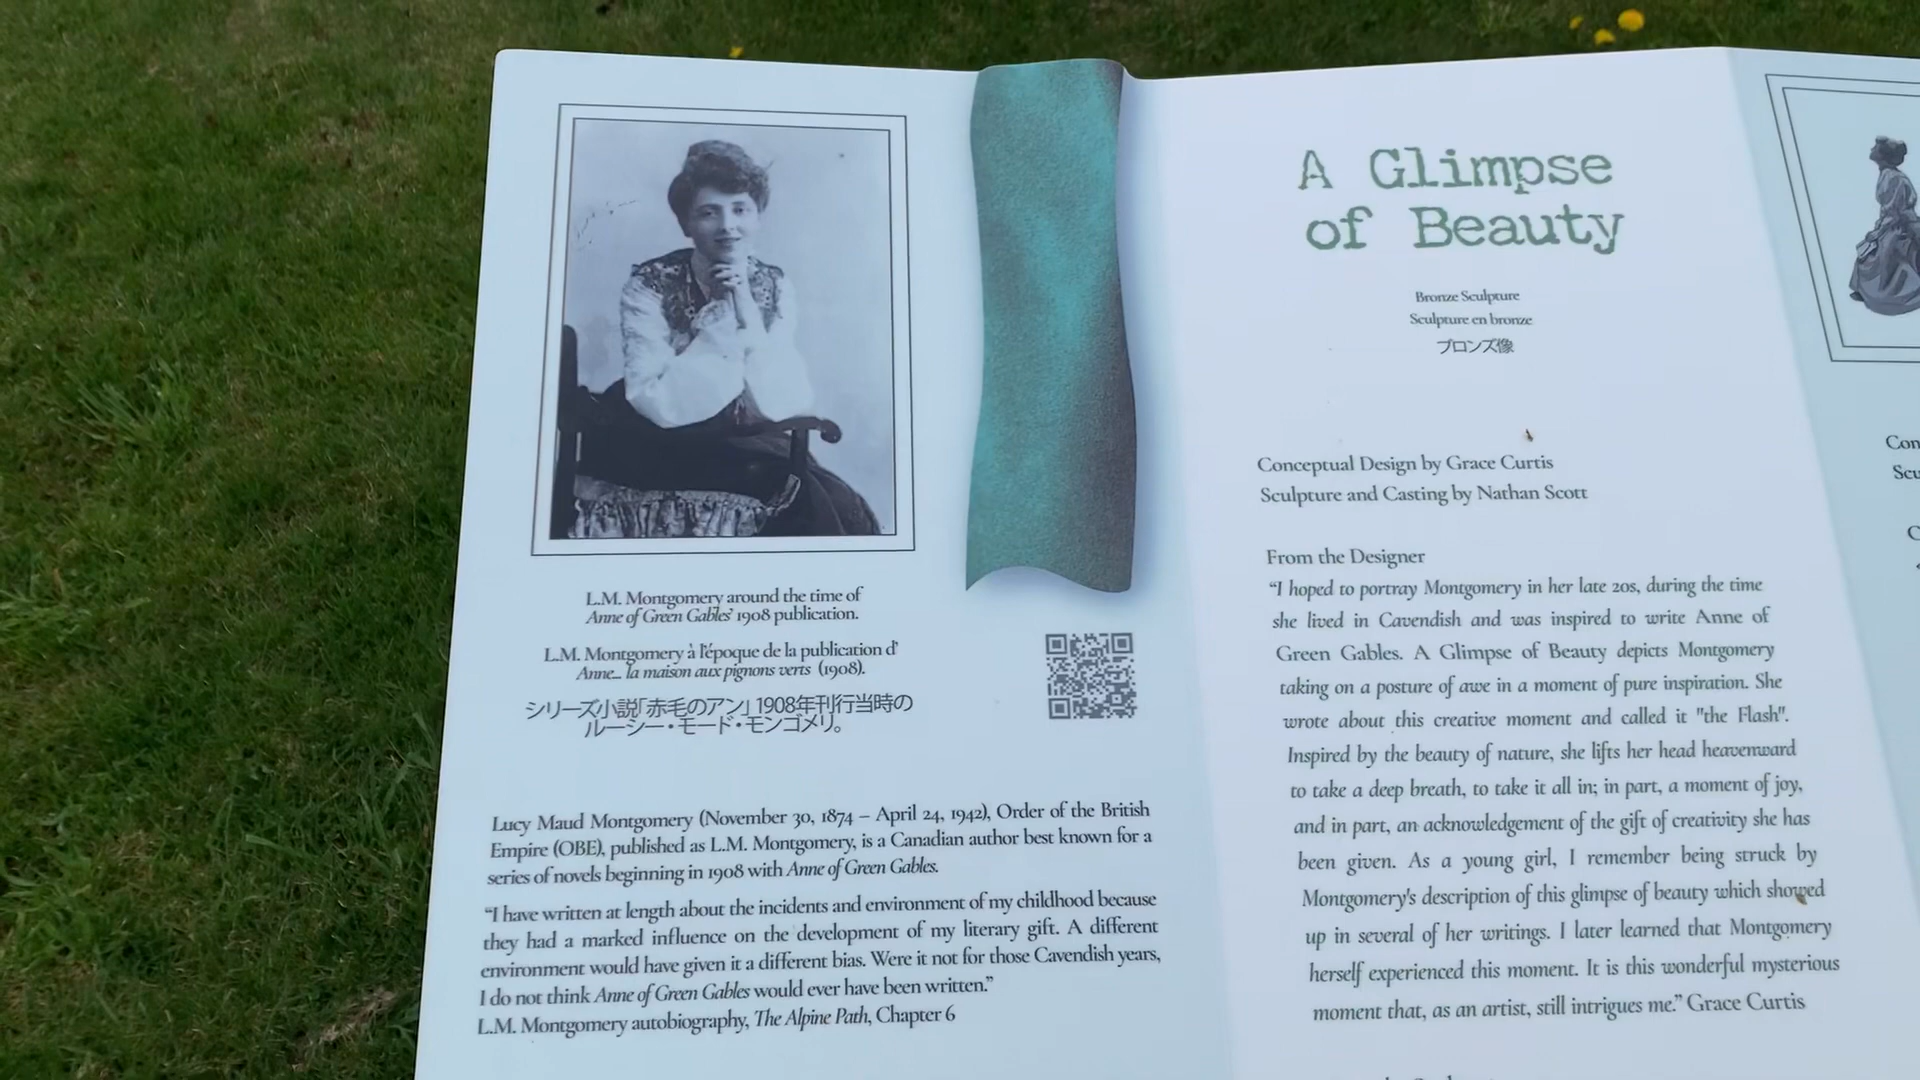 L.M. Montgomery around the time of
Anne of Green Gables' 1908 publication.
L.M. Montgomery à l'époque de la publication d'
Anne... la maison aux pignons verts (1908).
シリーズ小説「赤毛のアン」1908年刊行当時の
ルーシー・モード・モンゴメリ。
Lucy Maud Montgomery (November 30, 1874 – April 24, 1942), Order of the British
Empire (OBE), published as L.M. Montgomery, is a Canadian author best known for a
series of novels beginning in 1908 with Anne of Green Gables.
“I have written at length about the incidents and environment of my childhood because
they had a marked influence on the development of my literary gift. A different
environment would have given it a different bias. Were it not for those Cavendish years,
I do not think Anne of Green Gables would ever have been written.”
L.M. Montgomery autobiography, The Alpine Path, Chapter 6
A Glimpse
of Beauty
Bronze Sculpture
Sculpture en bronze
ブロンズ像
Conceptual Design by Grace Curtis
Sculpture and Casting by Nathan Scott
From the Designer
“I hoped to portray Montgomery in her late 20s, during the time
she lived in Cavendish and was inspired to write Anne of
Green Gables. A Glimpse of Beauty depicts Montgomery
taking on a posture of awe in a moment of pure inspiration. She
wrote about this creative moment and called it "the Flash".
Inspired by the beauty of nature, she lifts her head heavenward
to take a deep breath, to take it all in; in part, a moment of joy,
and in part, an acknowledgement of the gift of creativity she has
been given. As a young girl, I remember being struck by
Montgomery's description of this glimpse of beauty which showed
up in several of her writings. I later learned that Montgomery
herself experienced this moment. It is this wonderful mysterious
moment that, as an artist, still intrigues me.” Grace Curtis